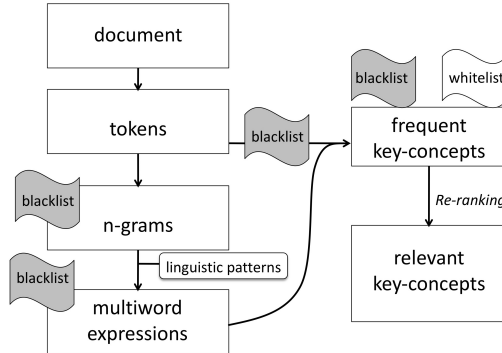 document
blacklist
whitelist
tokens
blacklist
frequent
key-concepts
blacklist
n-grams
Re-ranking
linguistic patterns
blacklist
relevant
key-concepts
multiword
expressions